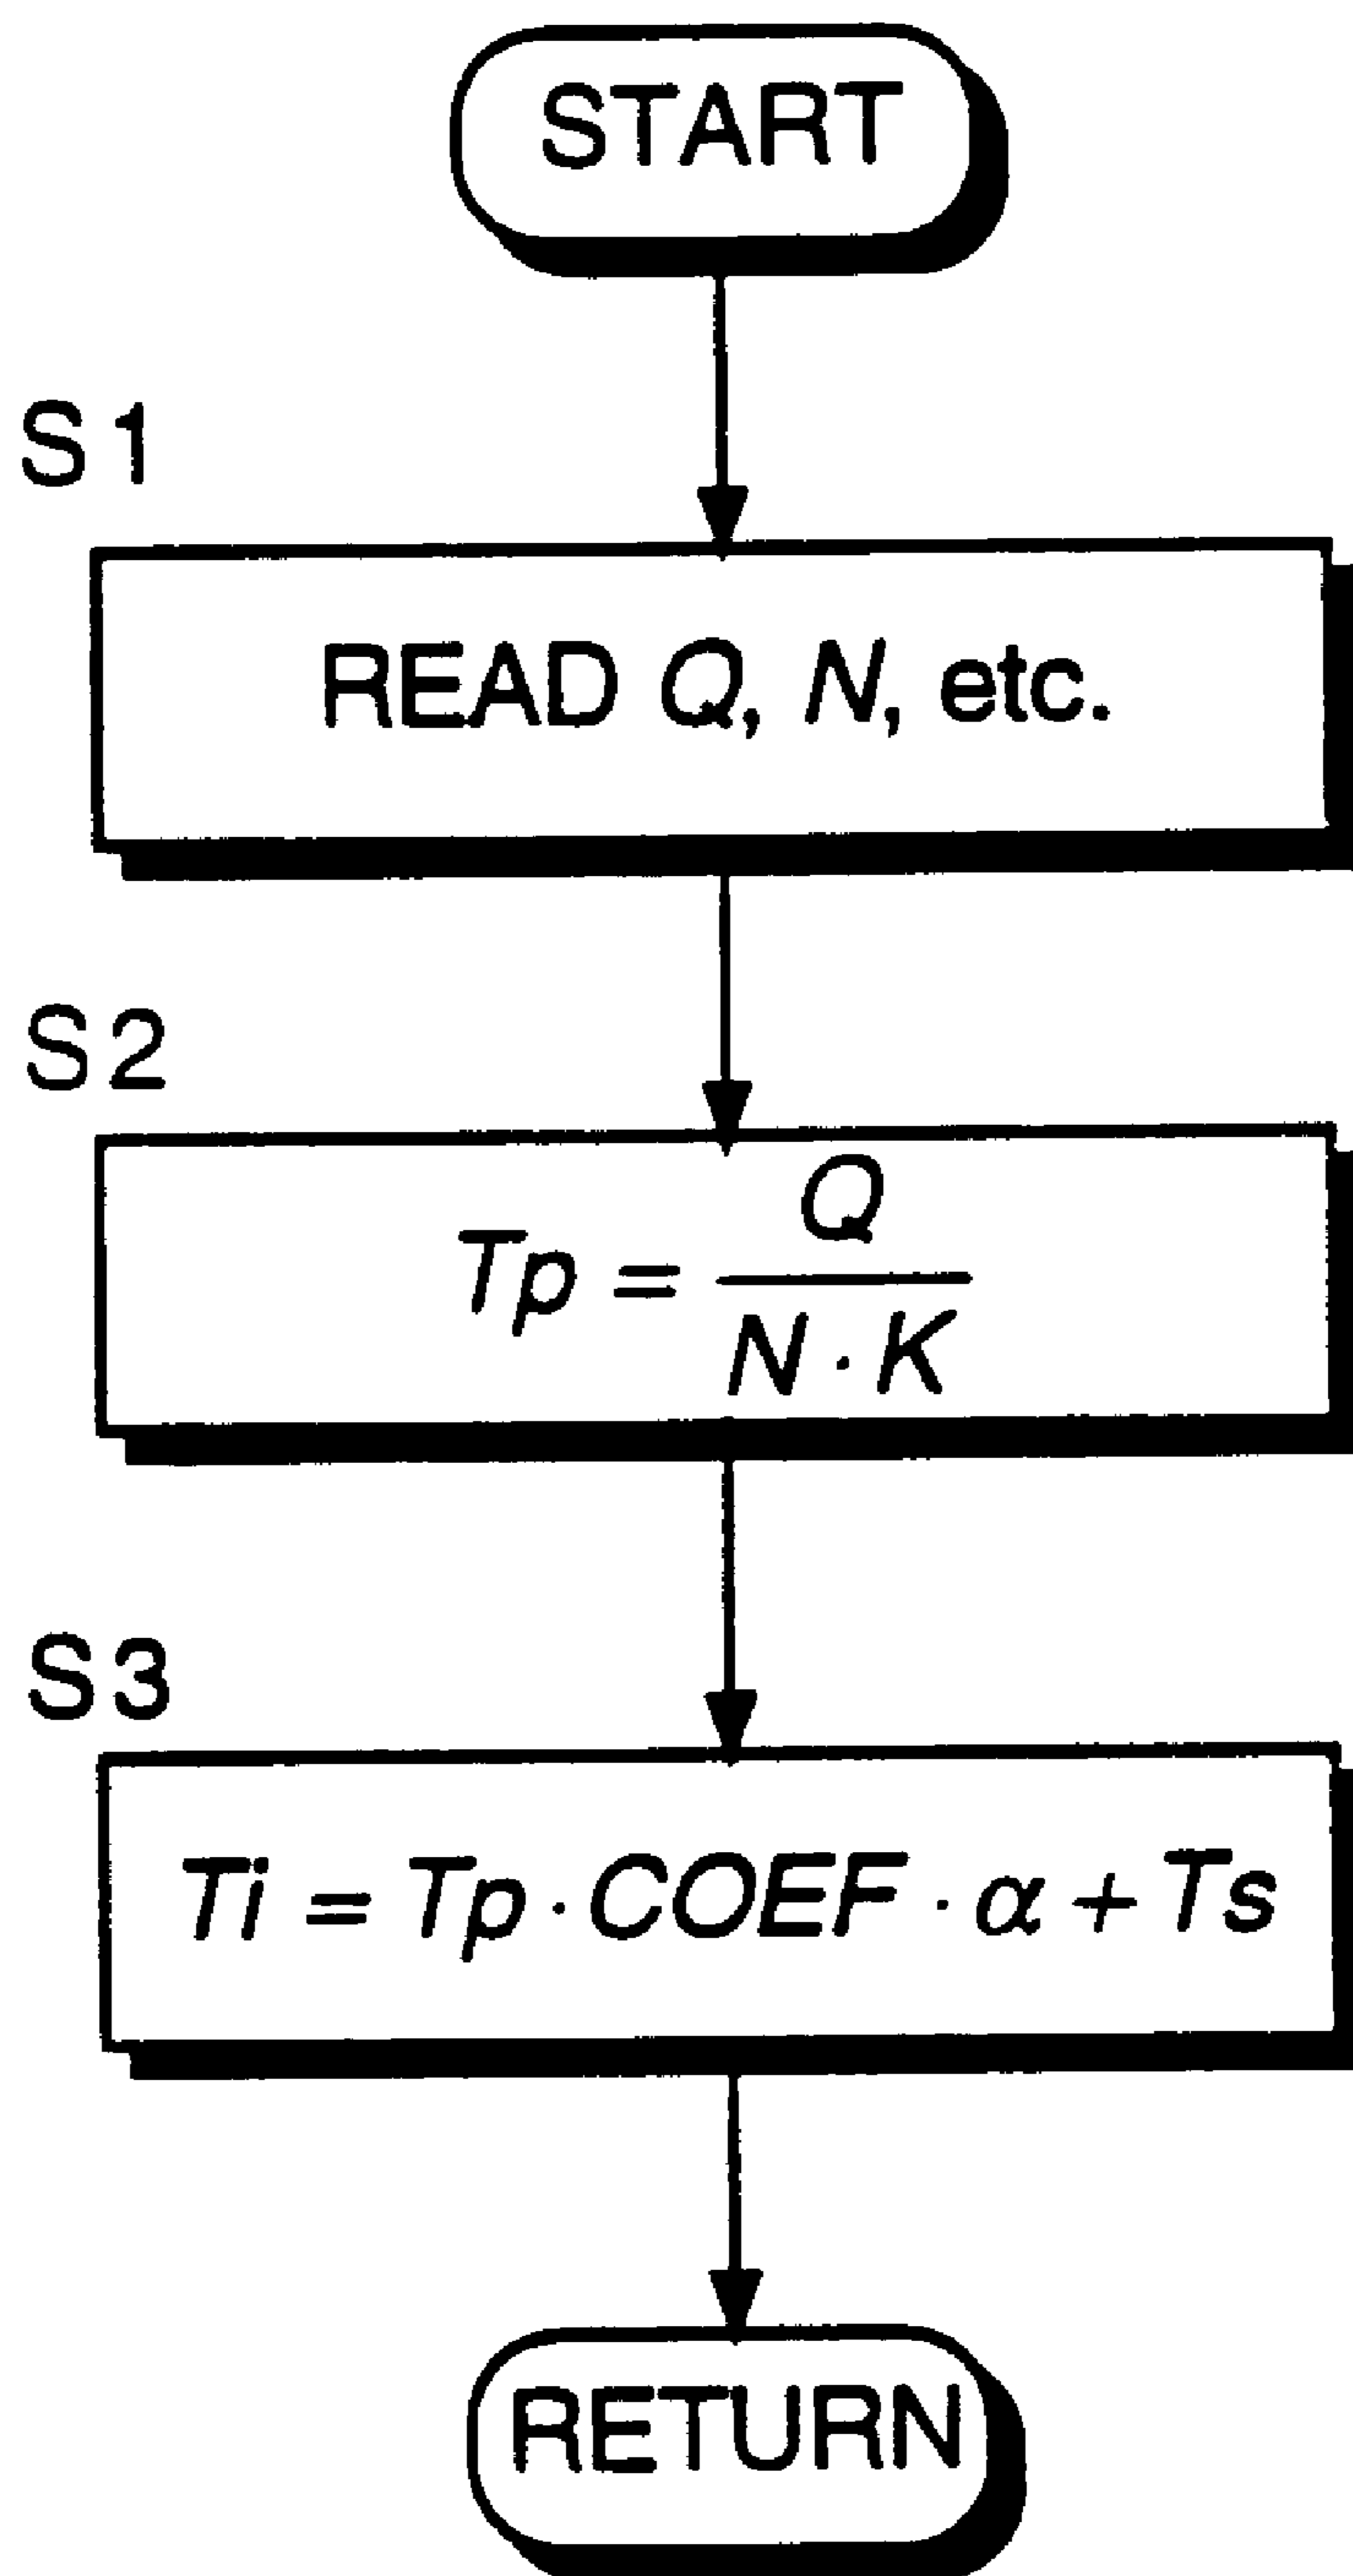 START
S1
READ Q, N, etc.
S2
Tp = Q / N · K
S3
Ti = Tp · COEF · α + Ts
RETURN